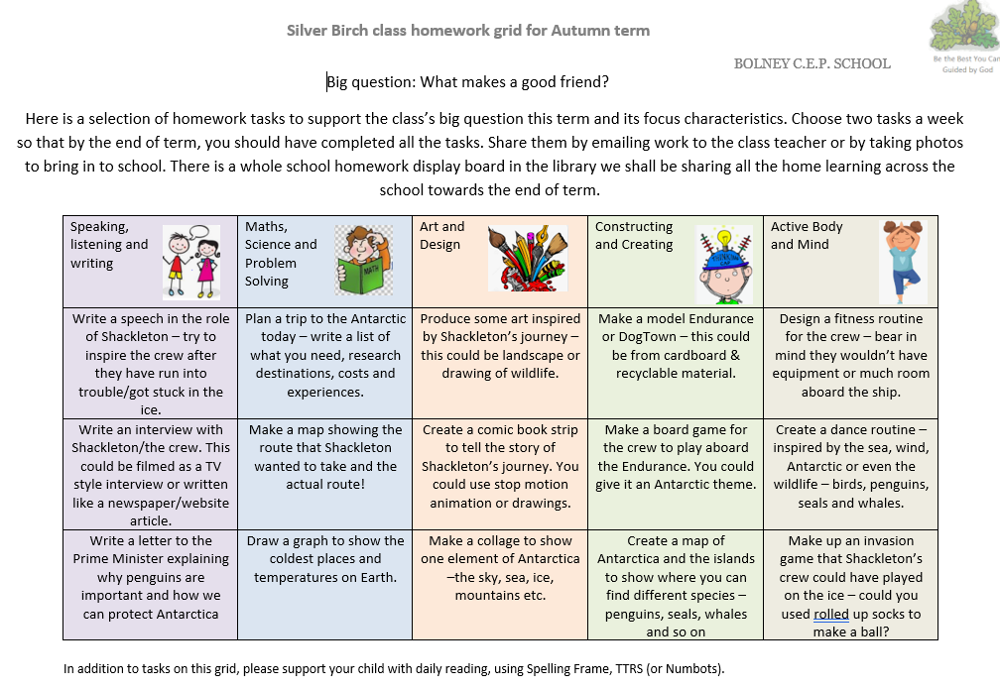 Silver Birch class homework grid for Autumn term
BOLNEY C.E.P. SCHOOL
Be the Best You Can
Guided by God
Big question: What makes a good friend?
Here is a selection of homework tasks to support the class's big question this term and its focus characteristics. Choose two tasks a week
so that by the end of term, you should have completed all the tasks. Share them by emailing work to the class teacher or by taking photos
to bring in to school. There is a whole school homework display board in the library we shall be sharing all the home learning across the
school towards the end of term.
Speaking,
listening and
writing
Maths,
Science and
Problem
Solving
MATH
Art and
Design
Constructing
and Creating
THINKING
Active Body
and Mind
Write a speech in the role
of Shackleton – try to
inspire the crew after
they have run into
trouble/got stuck in the
ice.
Plan a trip to the Antarctic
today – write a list of
what you need, research
destinations, costs and
experiences.
Produce some art inspired
by Shackleton's journey –
this could be landscape or
drawing of wildlife.
Make a model Endurance
or DogTown – this could
be from cardboard &
recyclable material.
Design a fitness routine
for the crew – bear in
mind they wouldn't have
equipment or much room
aboard the ship.
Write an interview with
Shackleton/the crew. This
could be filmed as a TV
style interview or written
like a newspaper/website
article.
Make a map showing the
route that Shackleton
wanted to take and the
actual route!
Create a comic book strip
to tell the story of
Shackleton's journey. You
could use stop motion
animation or drawings.
Make a board game for
the crew to play aboard
the Endurance. You could
give it an Antarctic theme.
Create a dance routine –
inspired by the sea, wind,
Antarctic or even the
wildlife – birds, penguins,
seals and whales.
Write a letter to the
Prime Minister explaining
why penguins are
important and how we
can protect Antarctica
Draw a graph to show the
coldest places and
temperatures on Earth.
Make a collage to show
one element of Antarctica
–the sky, sea, ice,
mountains etc.
Create a map of
Antarctica and the islands
to show where you can
find different species –
penguins, seals, whales
and so on
Make up an invasion
game that Shackleton's
crew could have played
on the ice – could you
used rolled up socks to
make a ball?
In addition to tasks on this grid, please support your child with daily reading, using Spelling Frame, TTRS (or Numbots).